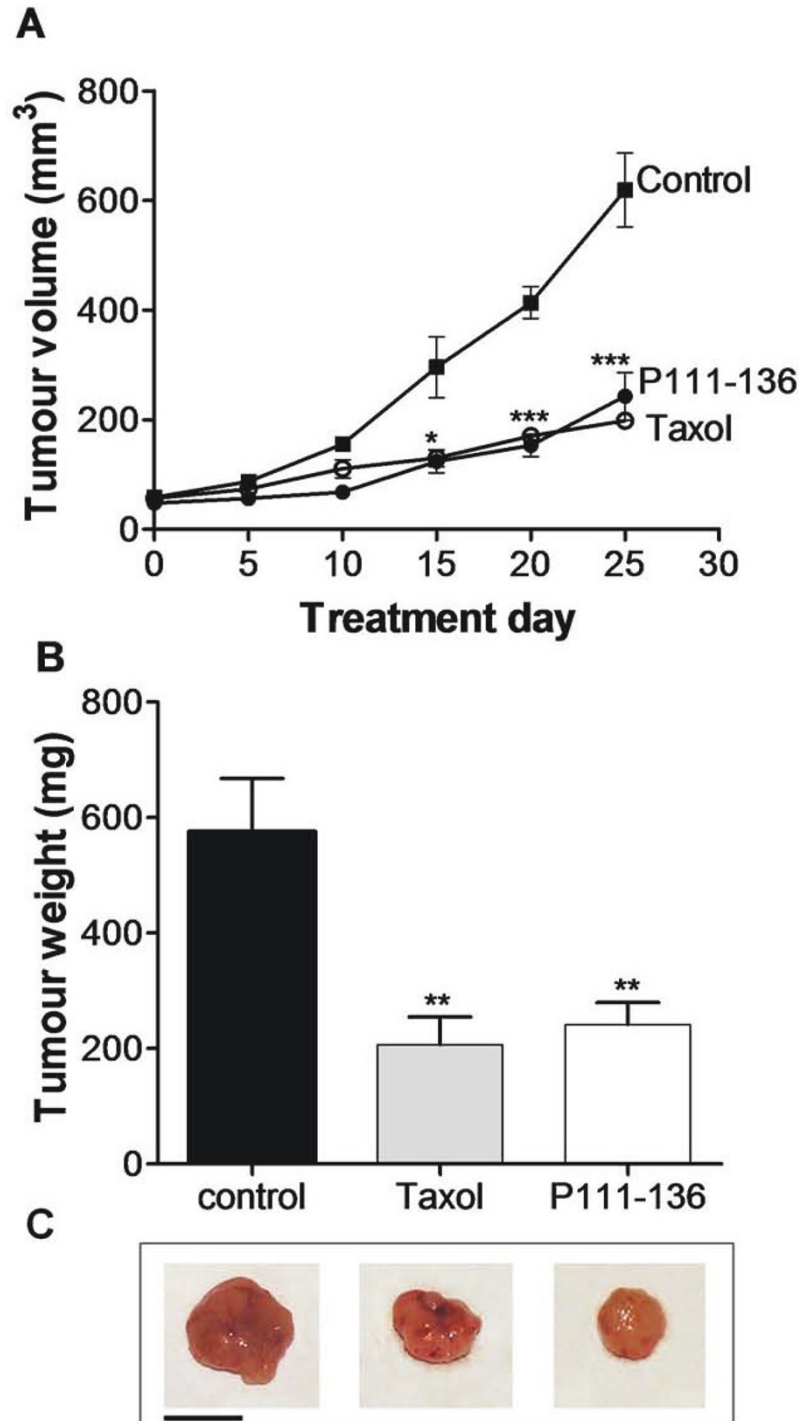 A
Tumour volume (mm³)
800
600
400
200
0
0 5 10 15 20 25 30
Treatment day
Control
P111-136
Taxol
*
***
***
B
Tumour weight (mg)
800
600
400
200
0
**
**
control Taxol P111-136
C